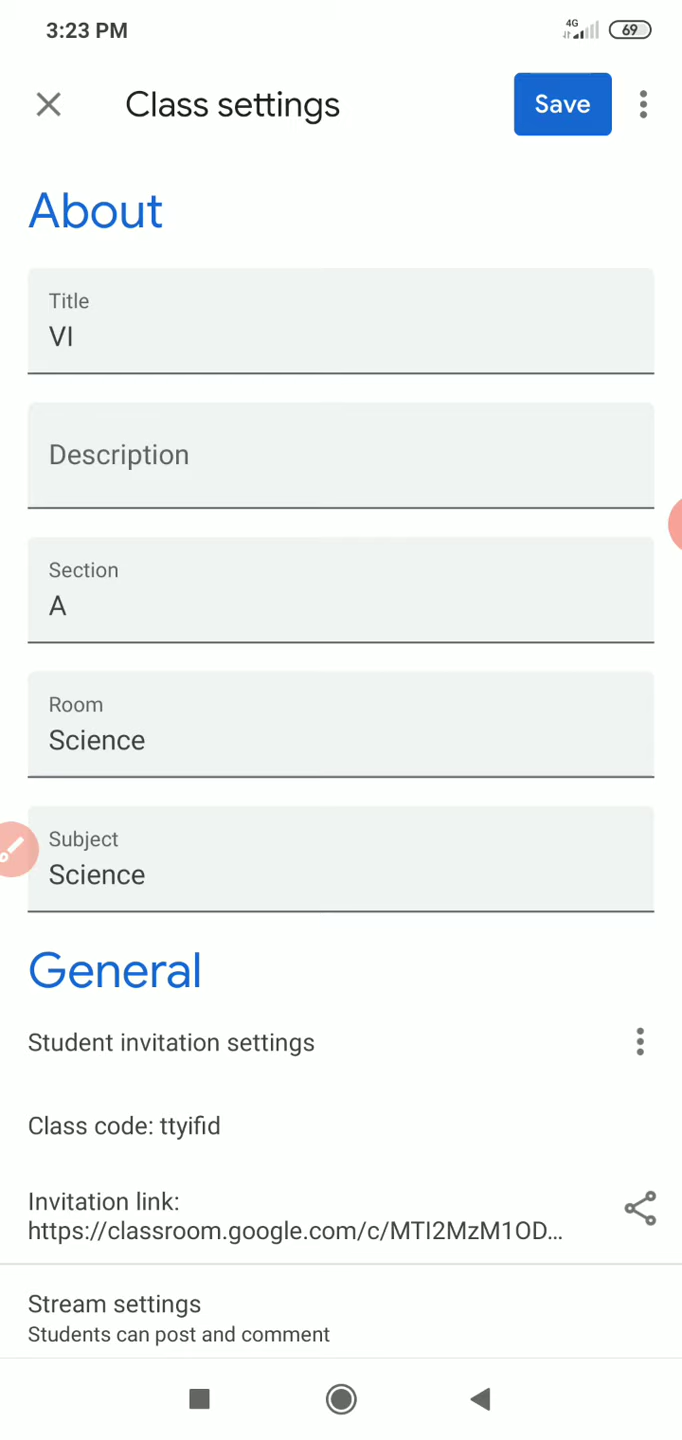 3:23 PM
4G
69
Class settings
Save
About
Title
VI
Description
Section
A
Room
Science
Subject
Science
General
Student invitation settings
Class code: ttyifid
Invitation link:
https://classroom.google.com/c/MTI2MzM1OD...
Stream settings
Students can post and comment